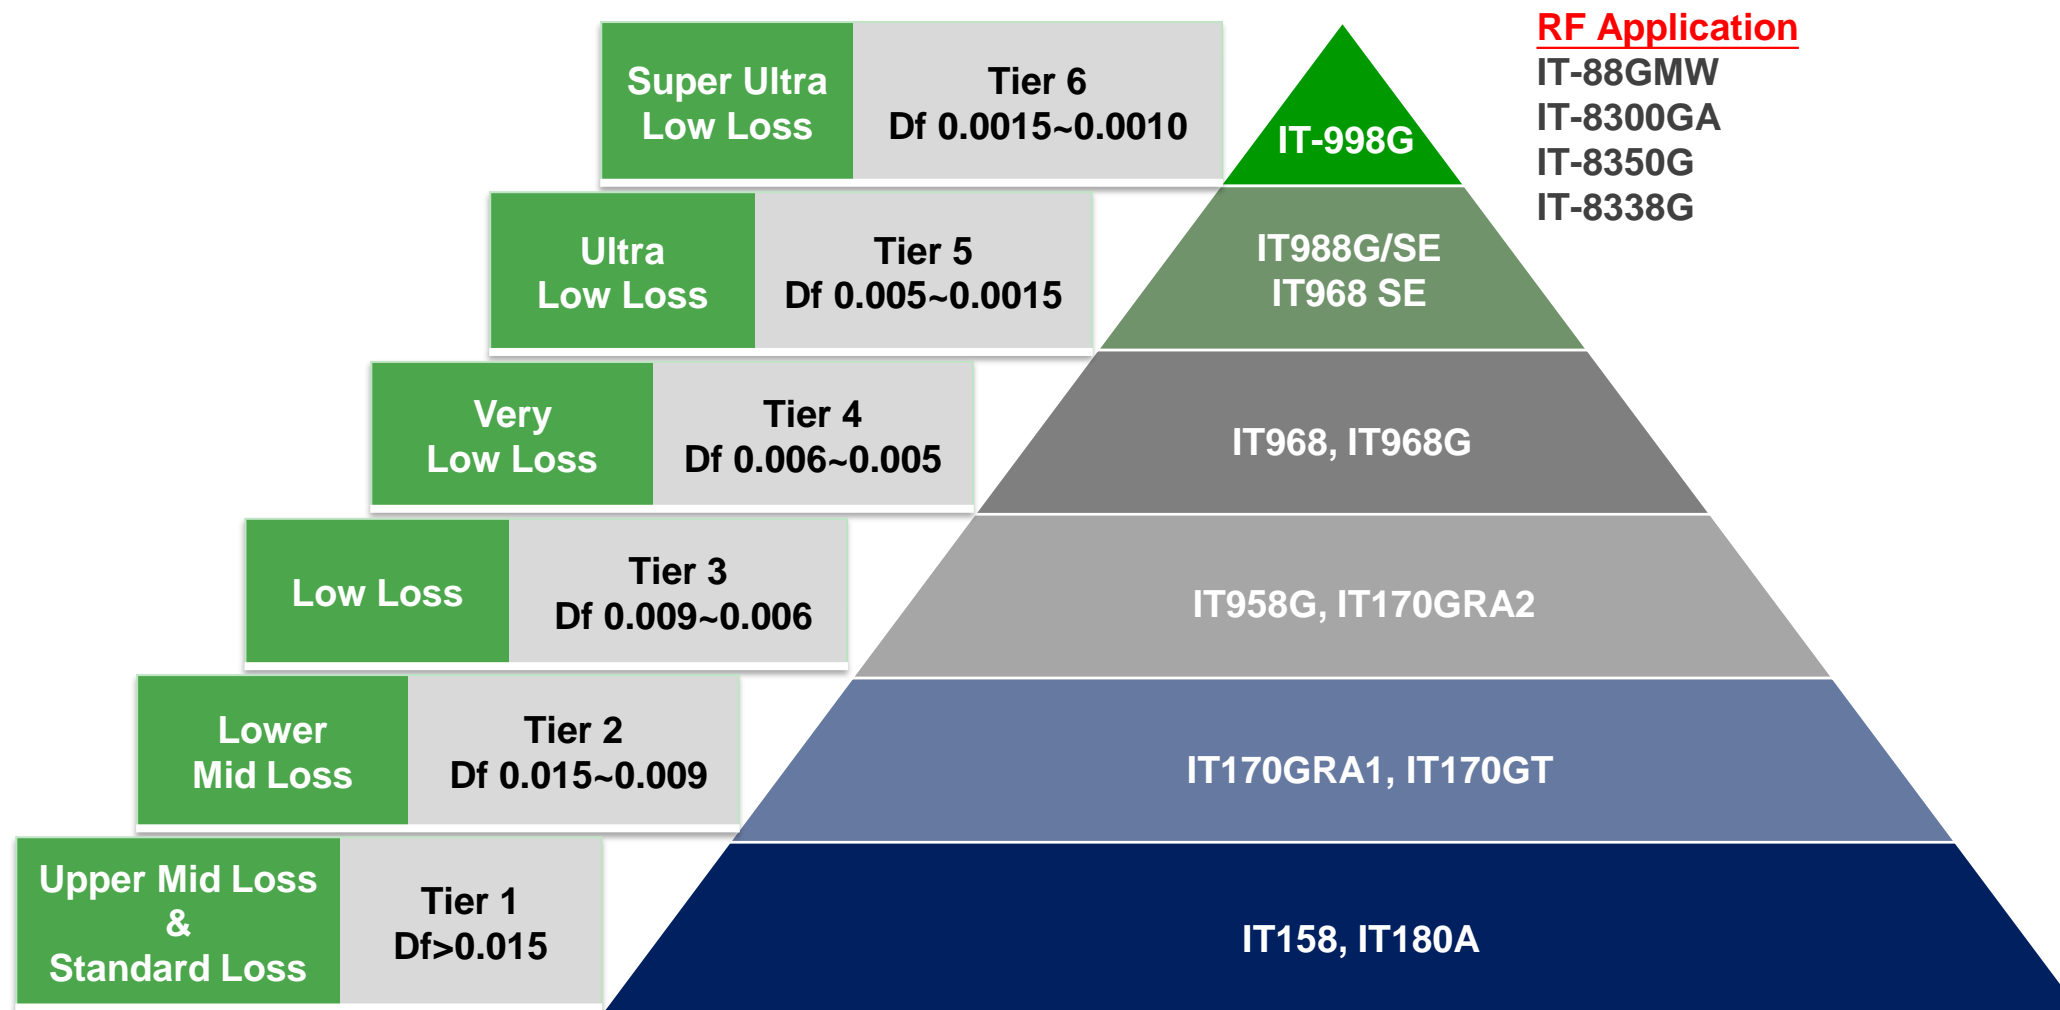 RF Application
IT-88GMW
IT-8300GA
IT-8350G
IT-8338G
Super Ultra
Low Loss
Tier 6
Df 0.0015~0.0010
IT-998G
Ultra
Low Loss
Tier 5
Df 0.005~0.0015
IT988G/SE
IT968 SE
Very
Low Loss
Tier 4
Df 0.006~0.005
IT968, IT968G
Low Loss
Tier 3
Df 0.009~0.006
IT958G, IT170GRA2
Lower
Mid Loss
Tier 2
Df 0.015~0.009
IT170GRA1, IT170GT
Upper Mid Loss
&
Standard Loss
Tier 1
Df>0.015
IT158, IT180A